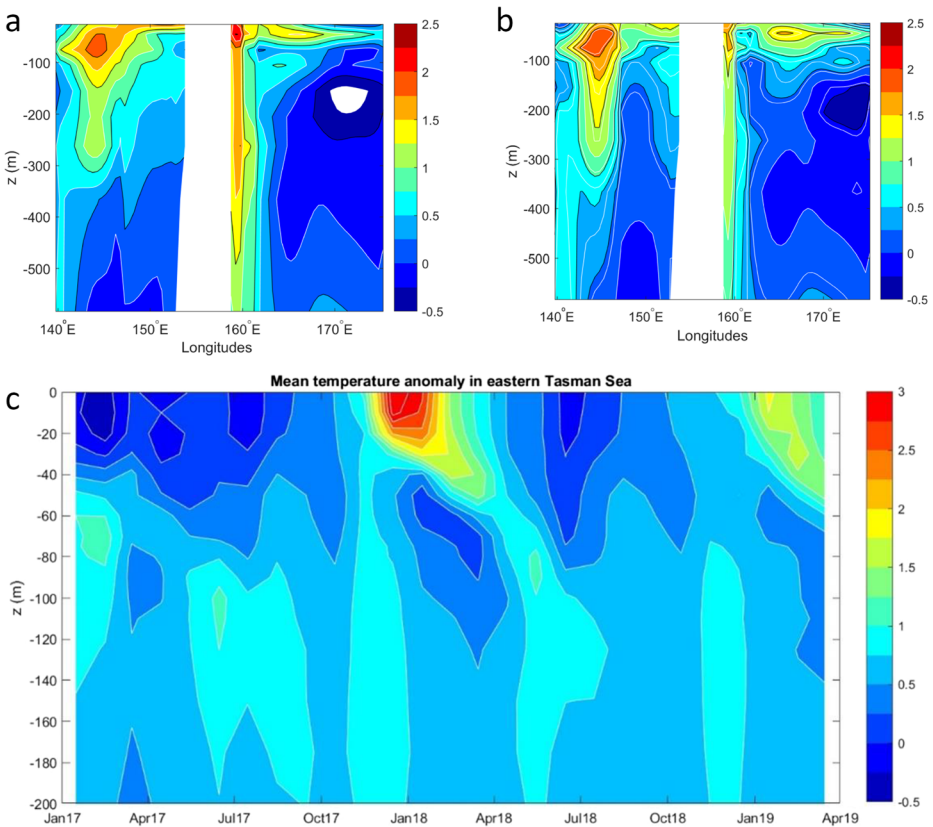 a
b
2.5
2
1.5
1
0.5
0
-0.5
-100
-200
-300
-400
-500
z (m)
140°E
150°E
160°E
170°E
Longitudes
2.5
2
1.5
1
0.5
0
-0.5
-100
-200
-300
-400
-500
z (m)
140°E
150°E
160°E
170°E
Longitudes
c
Mean temperature anomaly in eastern Tasman Sea
0
-20
-40
-60
-80
-100
-120
-140
-160
-180
-200
z (m)
Jan17
Apr17
Jul17
Oct17
Jan18
Apr18
Jul18
Oct18
Jan19
Apr19
3
2.5
2
1.5
1
0.5
0
-0.5